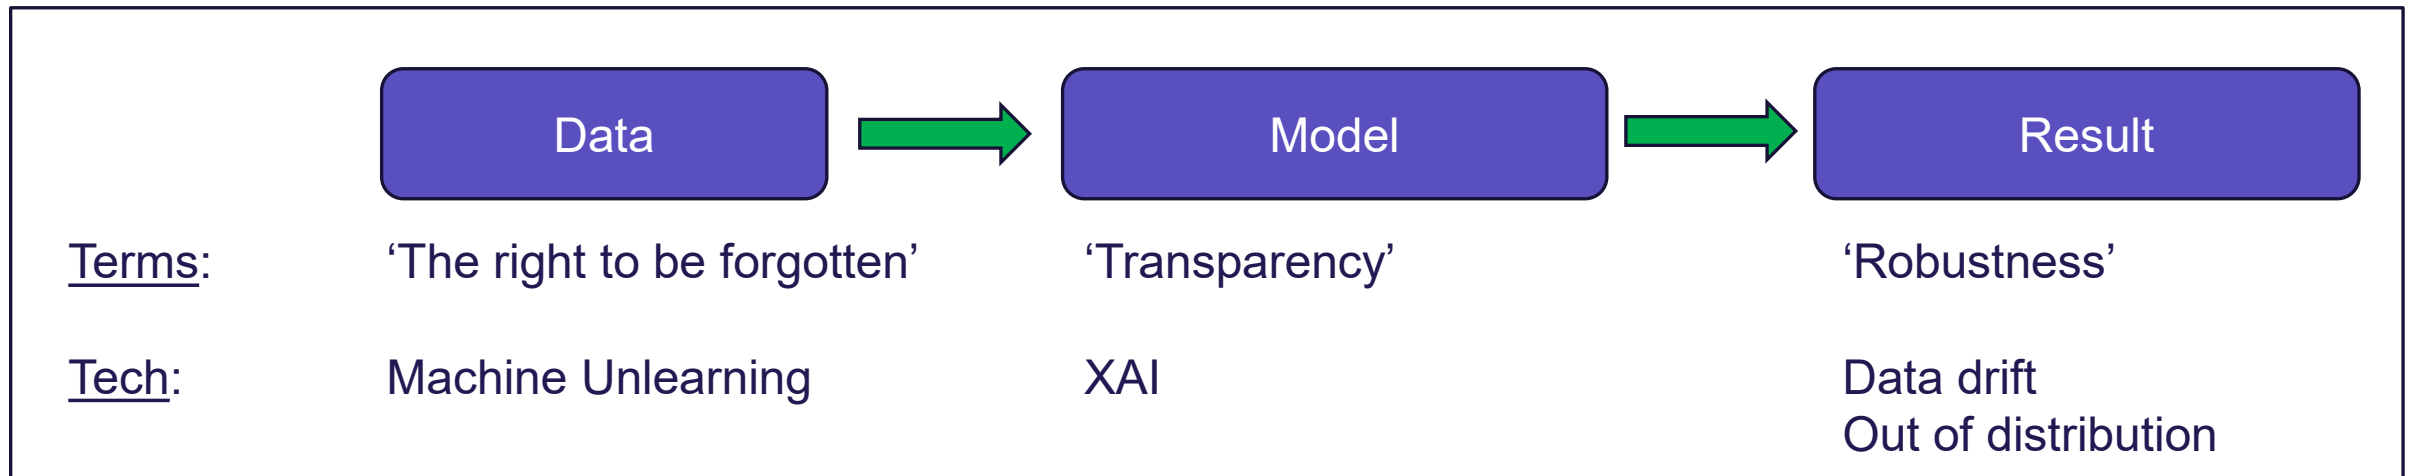 Data Model Result
Terms: ‘The right to be forgotten’ ‘Transparency’ ‘Robustness’
Tech: Machine Unlearning XAI Data drift
Out of distribution